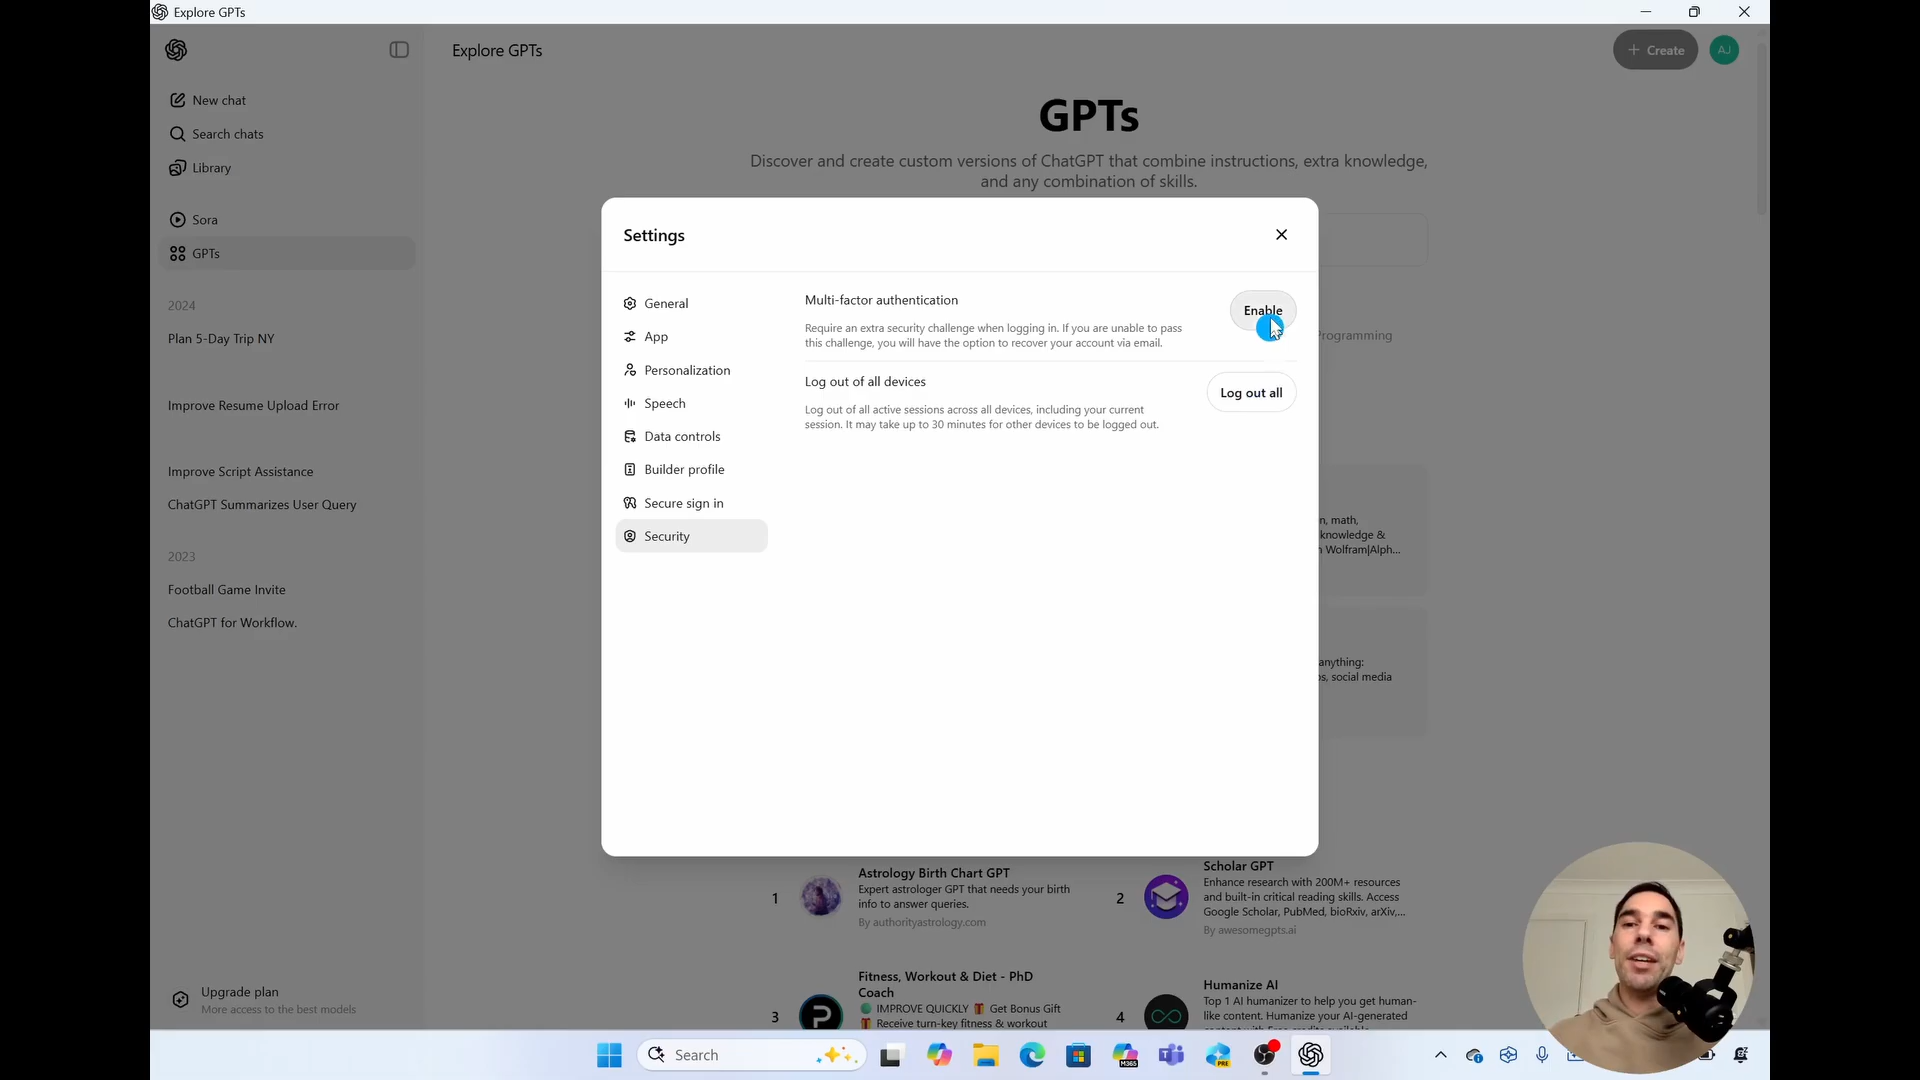 Explore GPTs
Explore GPTs
Create
AJ
New chat
Search chats
Library
Sora
GPTs
2024
Plan 5-Day Trip NY
Improve Resume Upload Error
Improve Script Assistance
ChatGPT Summarizes User Query
2023
Football Game Invite
ChatGPT for Workflow.
Upgrade plan
More access to the best models
GPTs
Discover and create custom versions of ChatGPT that combine instructions, extra knowledge,
and any combination of skills.
Programming
Settings
General
App
Personalization
Speech
Data controls
Builder profile
Secure sign in
Security
Multi-factor authentication
Enable
Require an extra security challenge when logging in. If you are unable to pass
this challenge, you will have the option to recover your account via email.
Log out of all devices
Log out all
Log out of all active sessions across all devices, including your current
session. It may take up to 30 minutes for other devices to be logged out.
n, math,
knowledge &
Wolfram|Alph...
anything:
os, social media
1
Astrology Birth Chart GPT
Expert astrologer GPT that needs your birth
info to answer queries.
By authorityastrology.com
2
Scholar GPT
Enhance research with 200M+ resources
and built-in critical reading skills. Access
Google Scholar, PubMed, bioRxiv, arXiv,...
By awesomegpts.ai
3
Fitness, Workout & Diet - PhD
Coach
IMPROVE QUICKLY Get Bonus Gift
Receive turn-key fitness & workout
4
Humanize AI
Top 1 AI humanizer to help you get human-
like content. Humanize your AI-generated
Search
M365
PRE